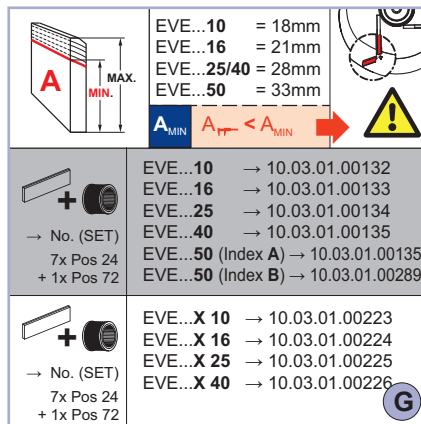 EVE...10 = 18mm
EVE...16 = 21mm
EVE...25/40 = 28mm
EVE...50 = 33mm
A
MAX.
MIN.
AMIN A < AMIN
EVE...10 → 10.03.01.00132
EVE...16 → 10.03.01.00133
EVE...25 → 10.03.01.00134
EVE...40 → 10.03.01.00135
EVE...50 (Index A) → 10.03.01.00135
EVE...50 (Index B) → 10.03.01.00289
+
→ No. (SET)
7x Pos 24
+ 1x Pos 72
EVE...X 10 → 10.03.01.00223
EVE...X 16 → 10.03.01.00224
EVE...X 25 → 10.03.01.00225
EVE...X 40 → 10.03.01.00226
+
→ No. (SET)
7x Pos 24
+ 1x Pos 72
G